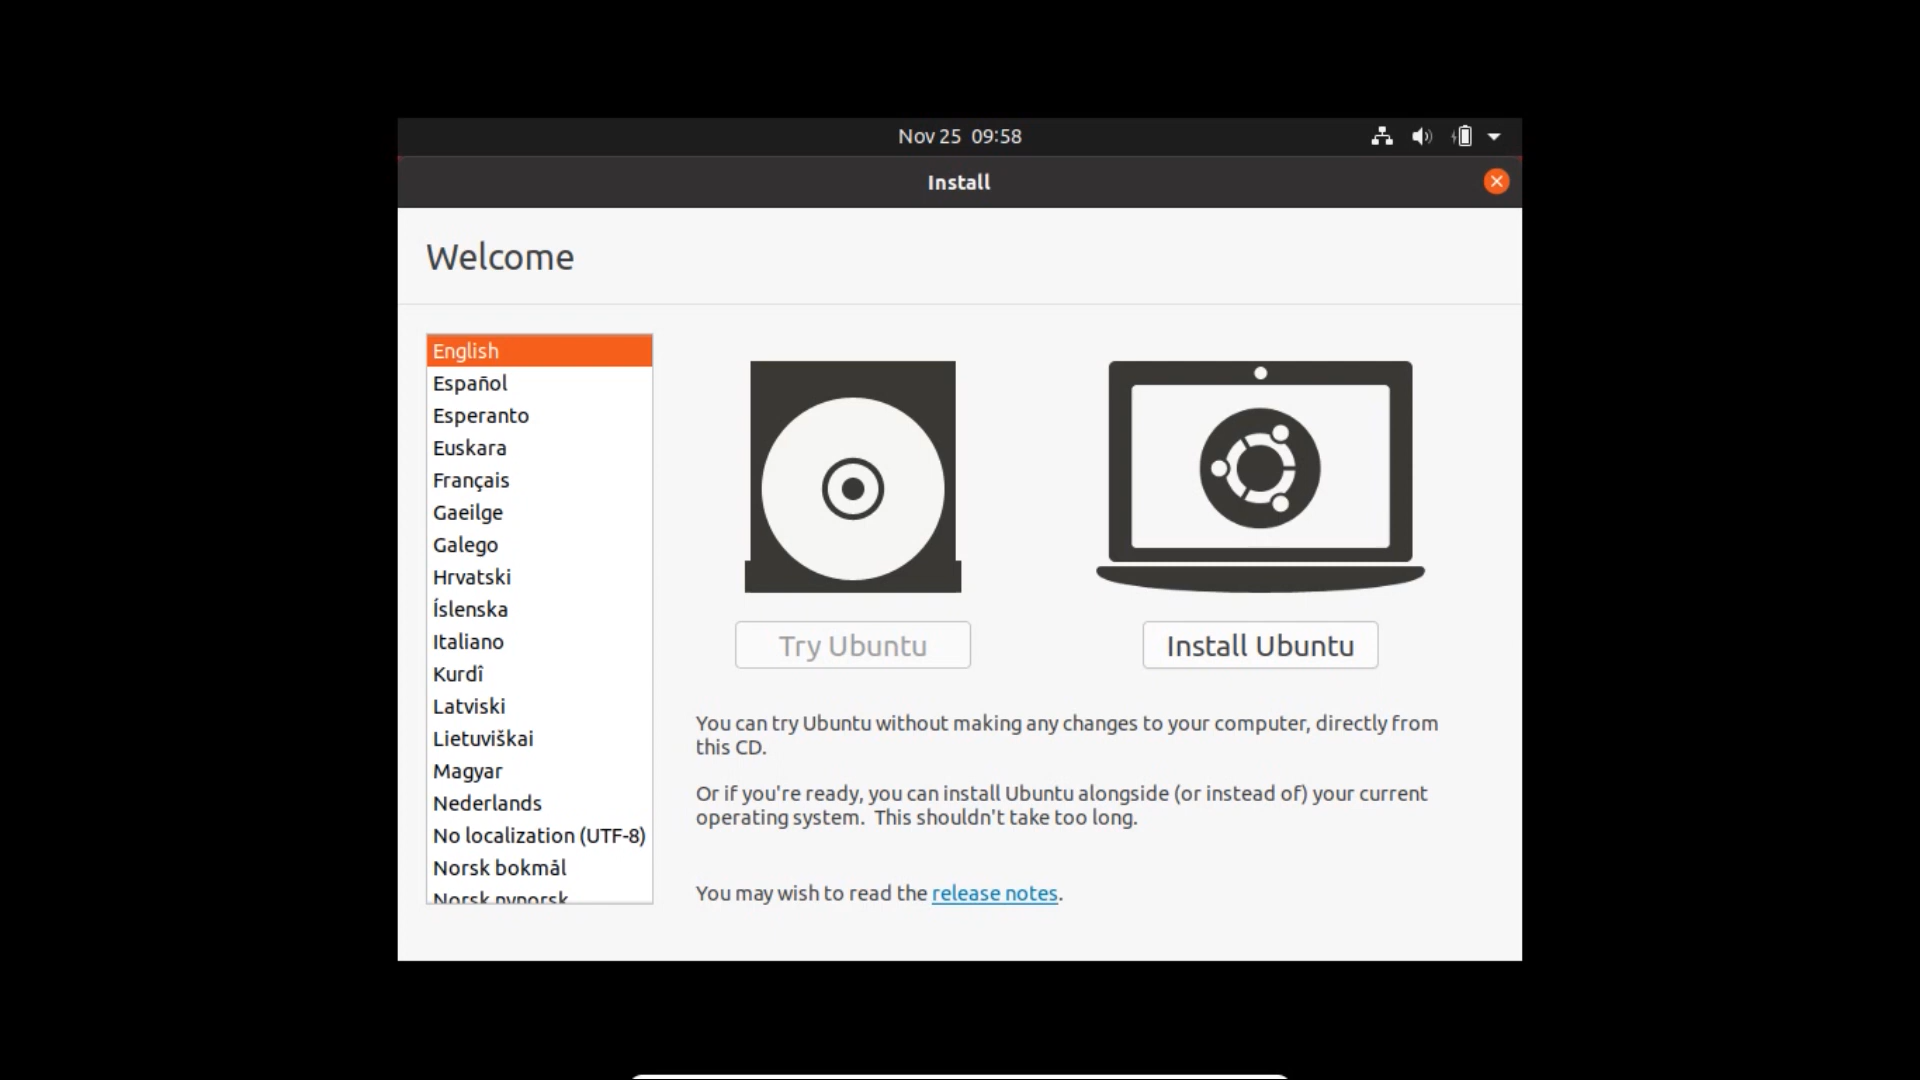 Nov 25 09:58
Install
Welcome
English
Español
Esperanto
Euskara
Français
Gaeilge
Galego
Hrvatski
Íslenska
Italiano
Kurdî
Latviski
Lietuviškai
Magyar
Nederlands
No localization (UTF-8)
Norsk bokmål
Norsk nynorsk
Try Ubuntu
Install Ubuntu
You can try Ubuntu without making any changes to your computer, directly from
this CD.
Or if you're ready, you can install Ubuntu alongside (or instead of) your current
operating system. This shouldn't take too long.
You may wish to read the release notes.